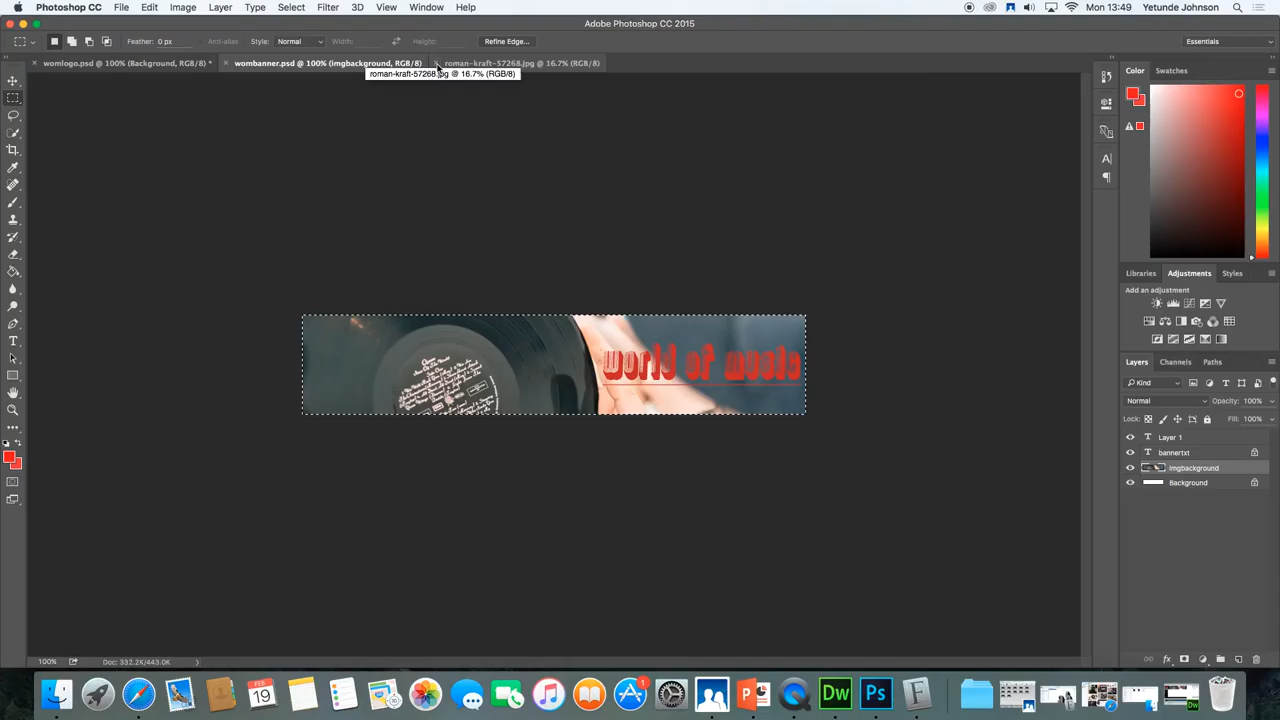 Photoshop CC File Edit Image Layer Type Select Filter 3D View Window Help Mon 13:49 Yetunde Johnson
Adobe Photoshop CC 2015
Feather: 0 px Anti-alias Style: Normal Width: Height: Refine Edge... Essentials
womlogo.psd @ 100% (Background, RGB/8) * wombanner.psd @ 100% (imgbackground, RGB/8) roman-kraft-57268.jpg @ 16.7% (RGB/8)
roman-kraft-57268.jpg @ 16.7% (RGB/8)
Color Swatches
world of music
Libraries Adjustments Styles
Add an adjustment
Layers Channels Paths
Kind
Normal Opacity: 100%
Lock: Fill: 100%
Layer 1
bannertxt
imgbackground
Background
100% Doc: 332.2K/443.0K
FEB
19
1
Dw
Ps